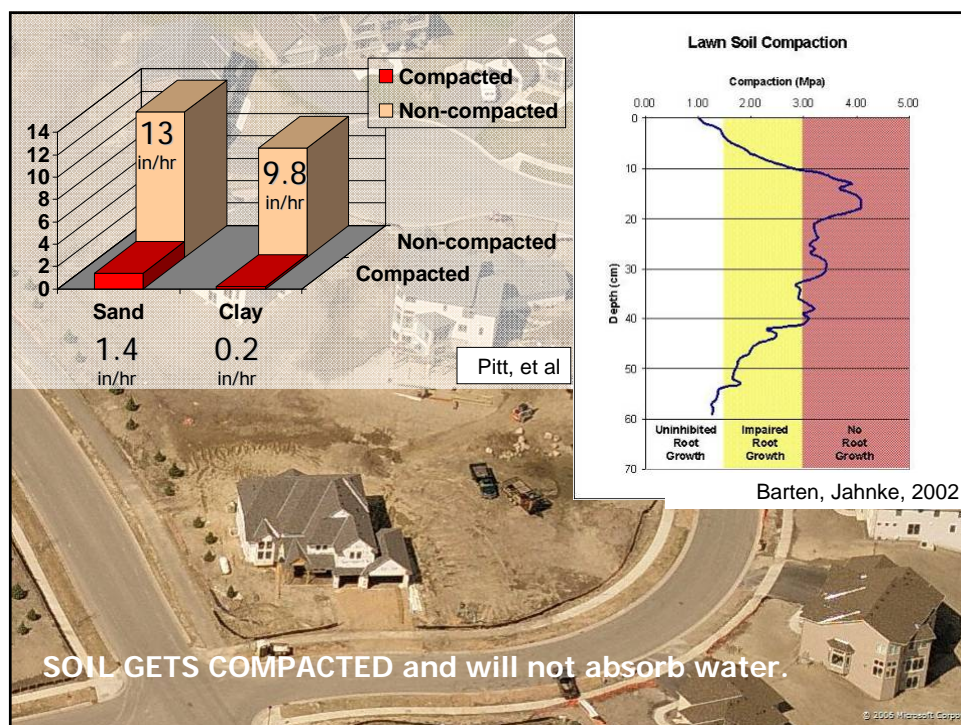 Compacted
Non-compacted
14
12
10
8
6
4
2
0
13
in/hr
9.8
in/hr
Non-compacted
Compacted
Sand
Clay
1.4
in/hr
0.2
in/hr
Pitt, et al
Lawn Soil Compaction
Compaction (Mpa)
0.00 1.00 2.00 3.00 4.00 5.00
0
10
20
30
40
50
60
70
Depth (cm)
Uninhibited
Root
Growth
Impaired
Root
Growth
No
Root
Growth
Barten, Jahnke, 2002
SOIL GETS COMPACTED and will not absorb water.
© 2006 Microsoft Corpo